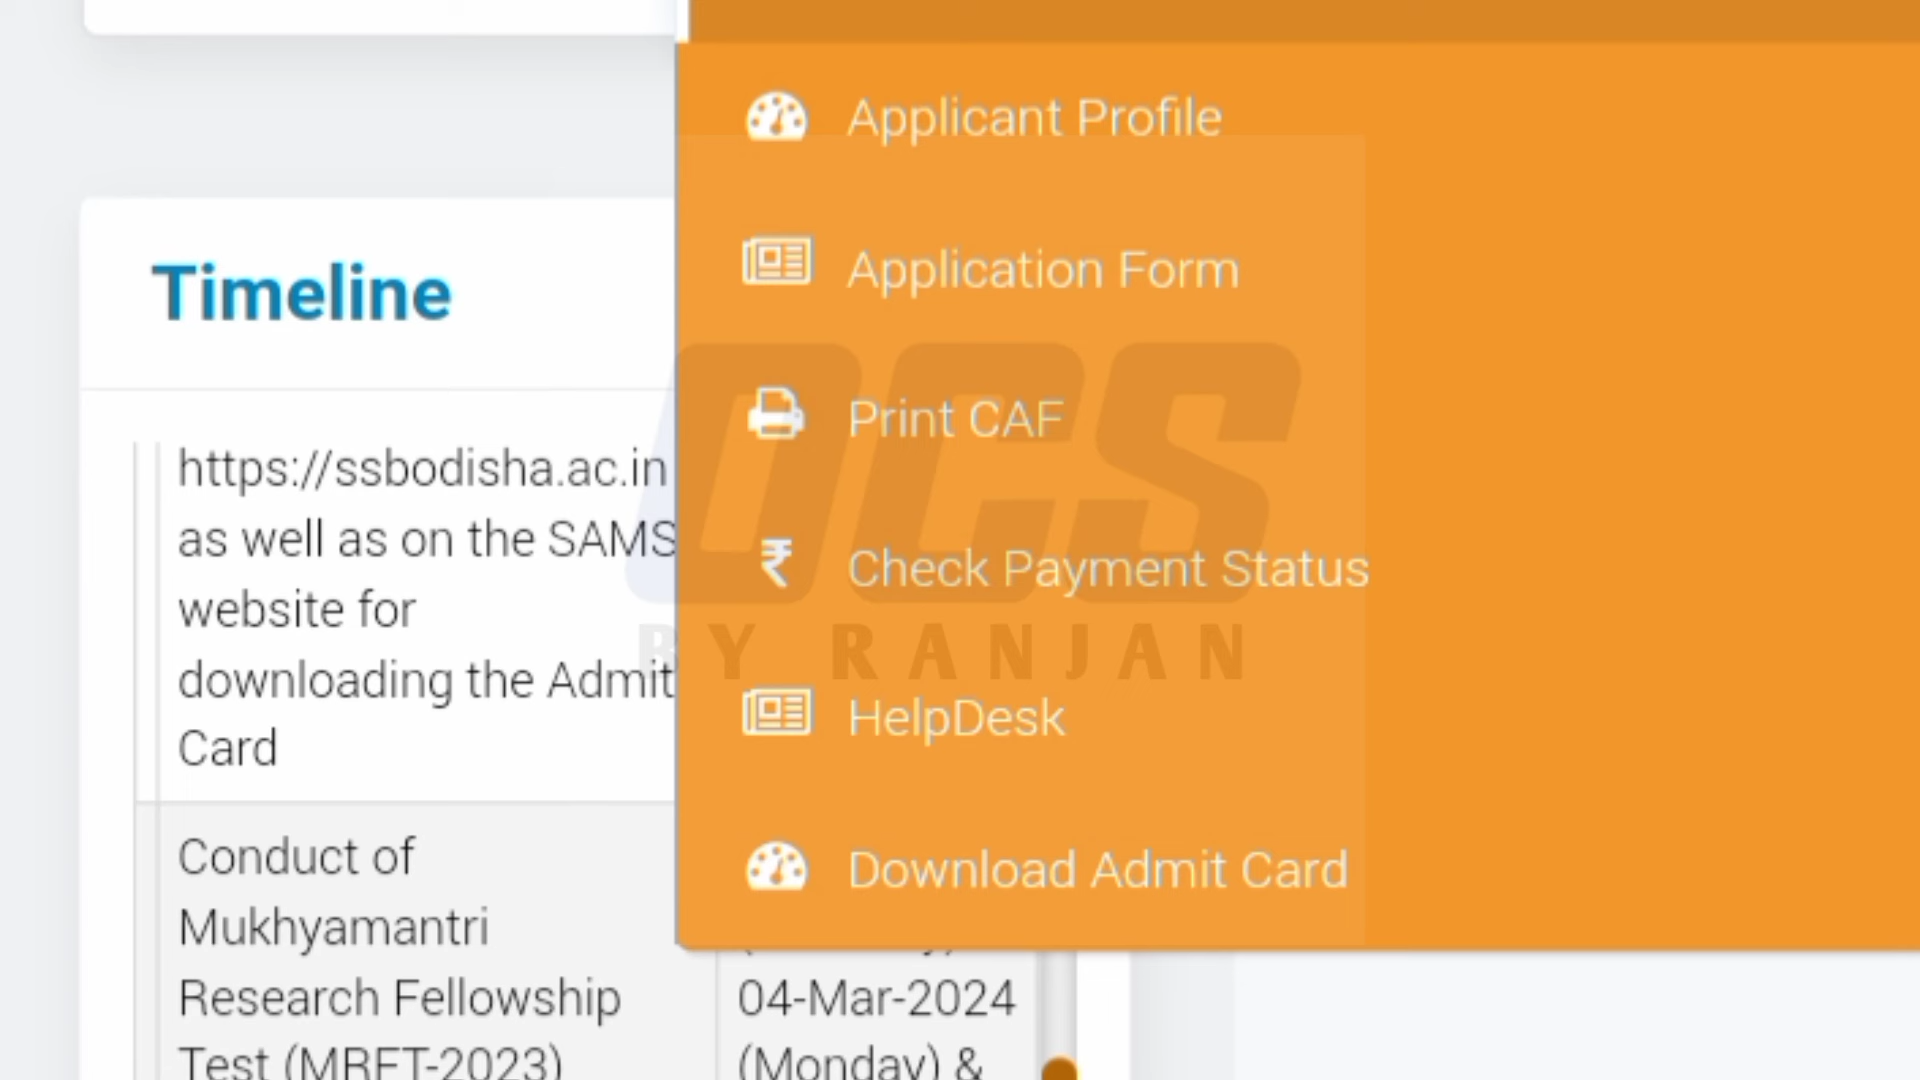 Applicant Profile
Application Form
Print CAF
Check Payment Status
HelpDesk
Download Admit Card
OCS
BY RANJAN
Timeline
https://ssbodisha.ac.in
as well as on the SAMS
website for
downloading the Admit
Card
Conduct of
Mukhyamantri
Research Fellowship
Test (MRFT-2023)
04-Mar-2024
(Monday) &